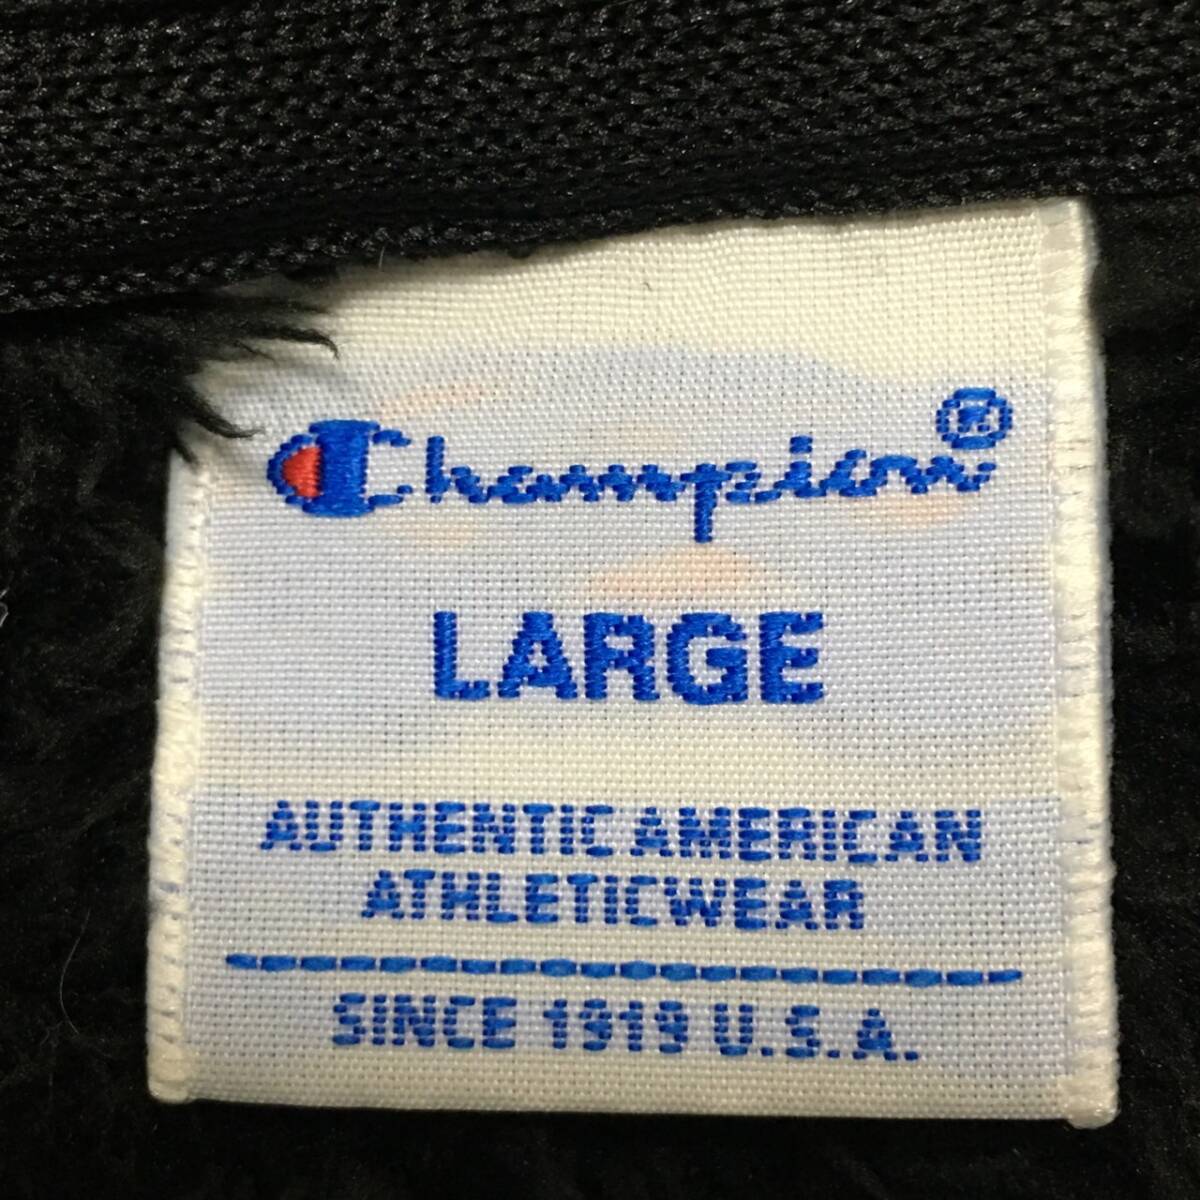 Champion®
LARGE
AUTHENTIC AMERICAN
ATHLETICWEAR
SINCE 1919 U.S.A.